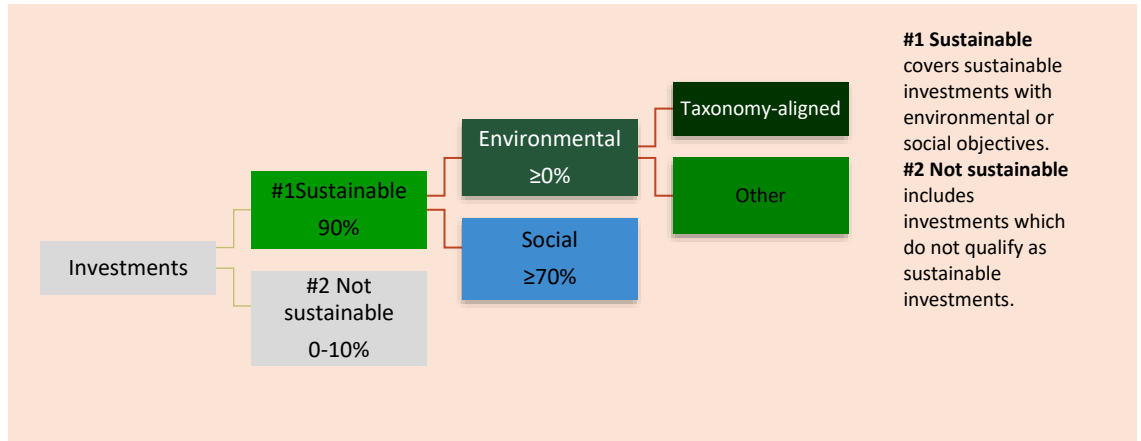 Investments
#1Sustainable
90%
#2 Not
sustainable
0-10%
Environmental
≥0%
Social
≥70%
Taxonomy-aligned
Other
#1 Sustainable
covers sustainable
investments with
environmental or
social objectives.
#2 Not sustainable
includes
investments which
do not qualify as
sustainable
investments.